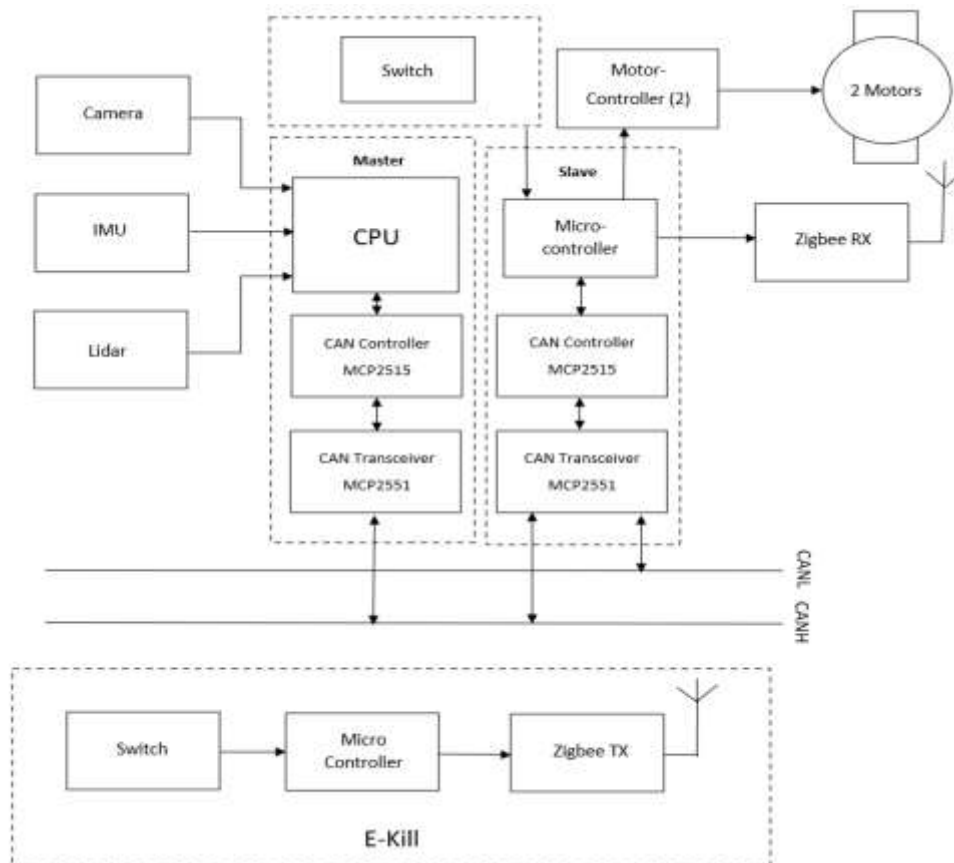 Switch
Motor-
Controller (2)
2 Motors
Camera
Master
Slave
CPU
Micro-
controller
IMU
Zigbee RX
Lidar
CAN Controller
MCP2515
CAN Controller
MCP2515
CAN Transceiver
MCP2551
CAN Transceiver
MCP2551
CANL
CANH
Switch
Micro
Controller
Zigbee TX
E-Kill